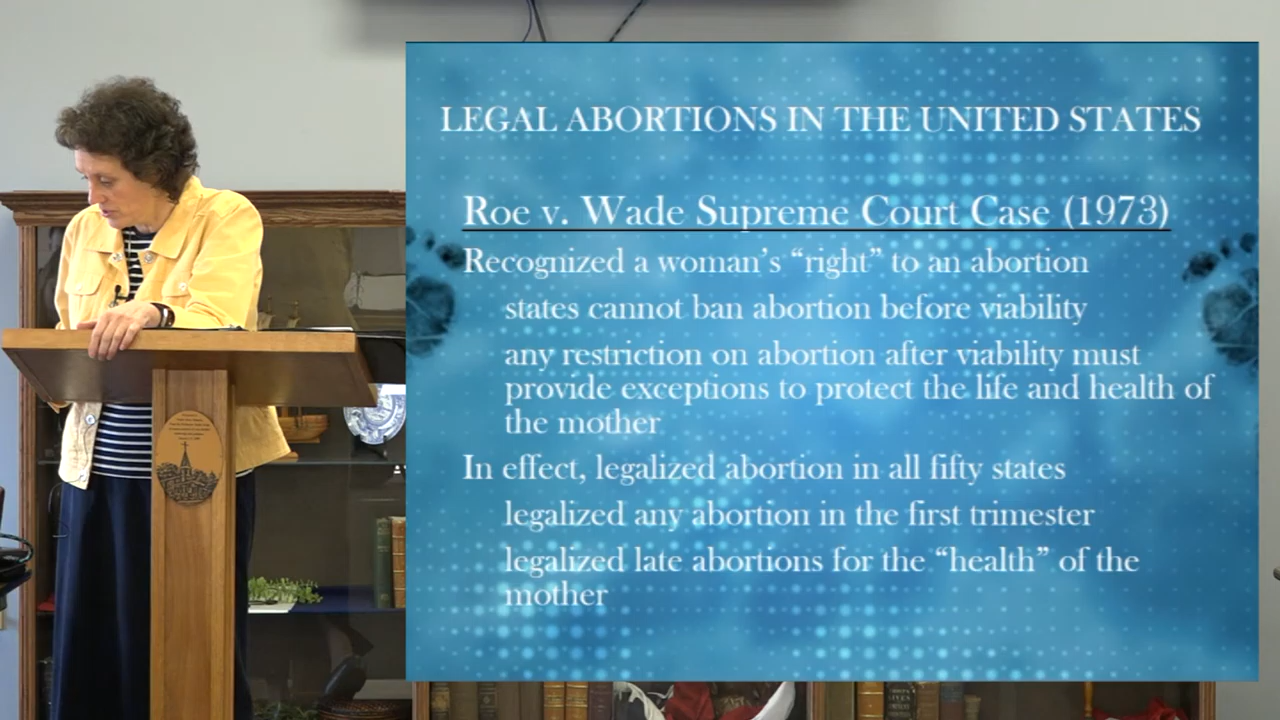 LEGAL ABORTIONS IN THE UNITED STATES
Roe v. Wade Supreme Court Case (1973)
Recognized a woman's “right” to an abortion
states cannot ban abortion before viability
any restriction on abortion after viability must
provide exceptions to protect the life and health of
the mother
In effect, legalized abortion in all fifty states
legalized any abortion in the first trimester
legalized late abortions for the “health” of the
mother